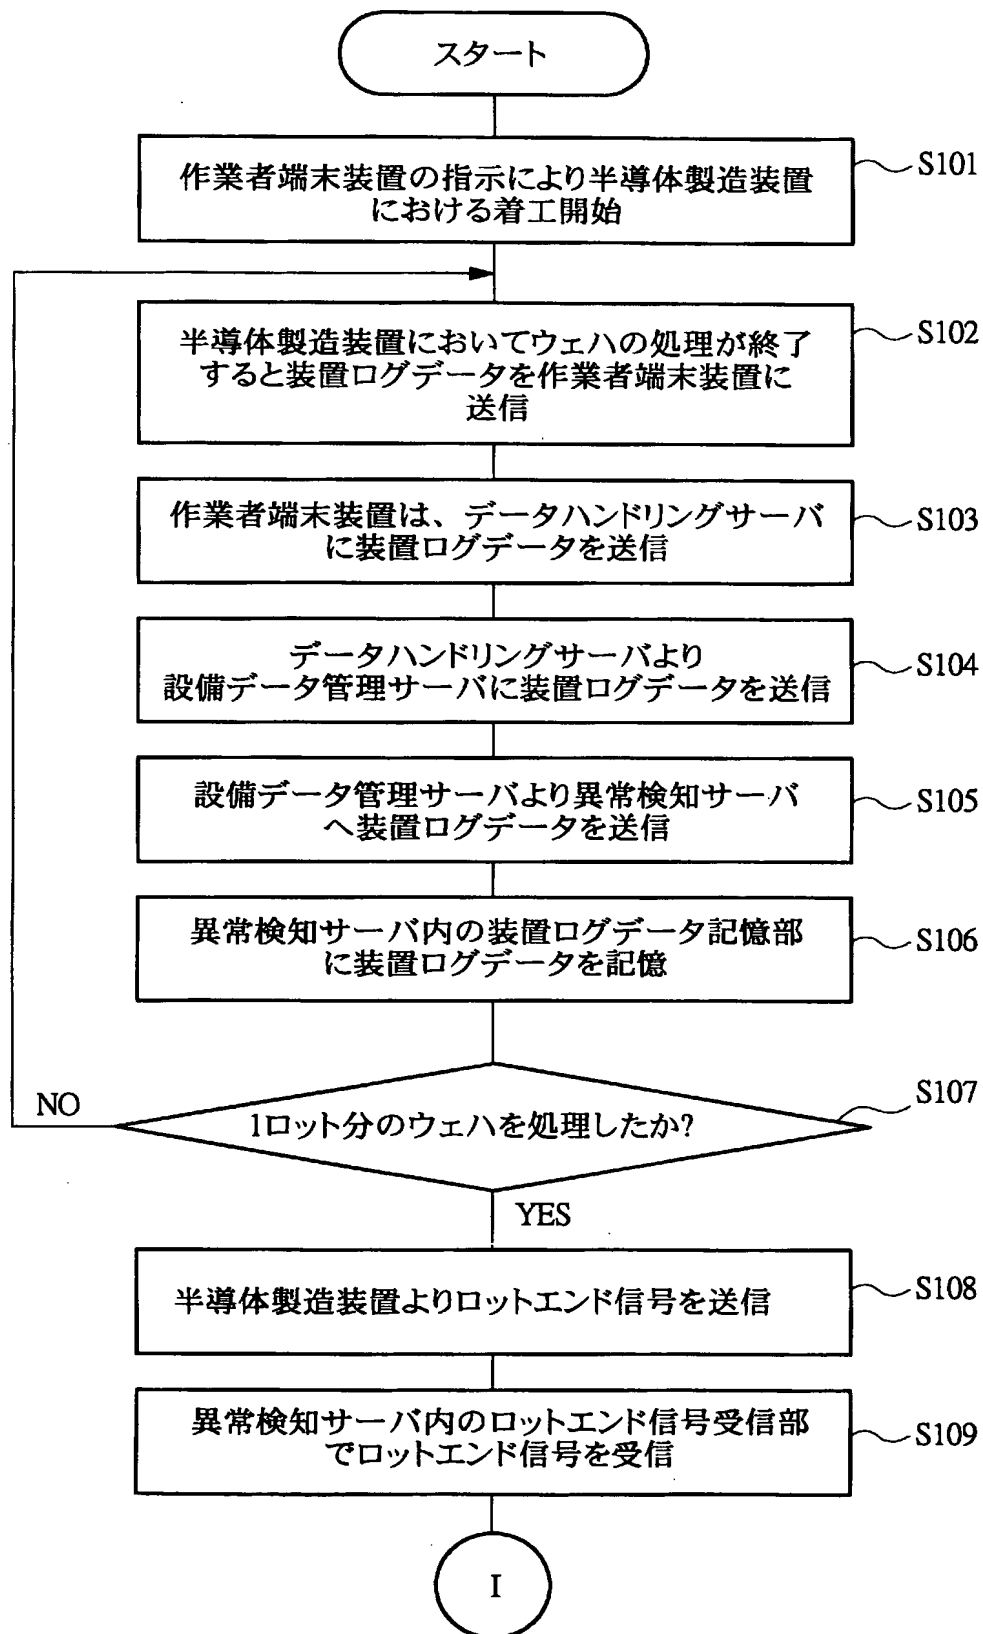 スタート
作業者端末装置の指示により半導体製造装置
における着工開始
S101
半導体製造装置においてウェハの処理が終了
すると装置ログデータを作業者端末装置に
送信
S102
作業者端末装置は、データハンドリングサーバ
に装置ログデータを送信
S103
データハンドリングサーバより
設備データ管理サーバに装置ログデータを送信
S104
設備データ管理サーバより異常検知サーバ
へ装置ログデータを送信
S105
異常検知サーバ内の装置ログデータ記憶部
に装置ログデータを記憶
S106
1ロット分のウェハを処理したか?
S107
NO
YES
半導体製造装置よりロットエンド信号を送信
S108
異常検知サーバ内のロットエンド信号受信部
でロットエンド信号を受信
S109
I